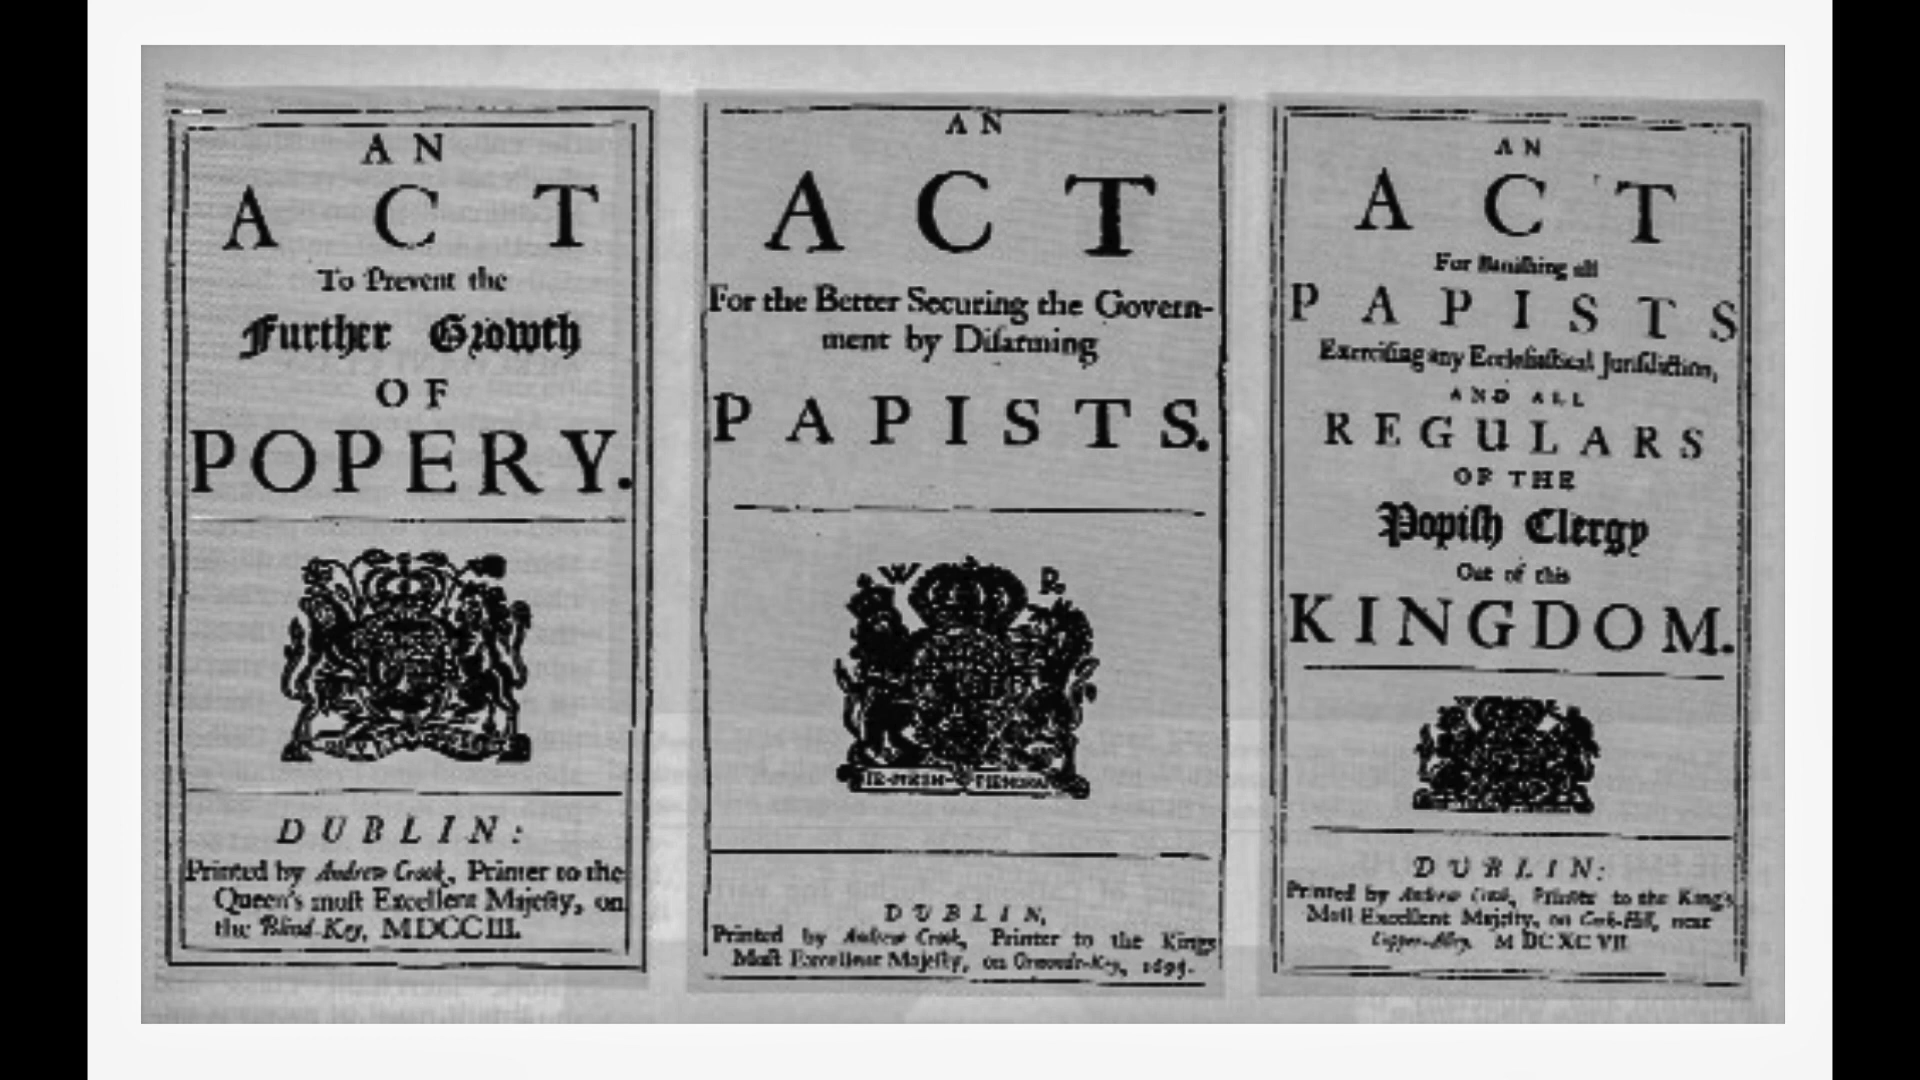 AN
ACT
To Prevent the
Further Growth
OF
POPERY.
DUBLIN:
Printed by Andrew Crook, Printer to the
Queen's most Excellent Majesty, on
the Blind-Key, MDCCIII.
AN
ACT
For the Better Securing the Govern-
ment by Disarming
PAPISTS.
W R
DUBLIN,
Printed by Andrew Crook, Printer to the Kings
Most Excellent Majesty, on Ormonde-Key, 1695.
AN
ACT
For Banishing all
PAPISTS
Exercising any Ecclesiastical Jurisdiction,
AND ALL
REGULARS
OF THE
Popish Clergy
Out of this
KINGDOM.
DUBLIN:
Printed by Andrew Crook, Printer to the King's
Most Excellent Majesty, on Cork-Hill, near
Copper-Alley. MDCXCVII